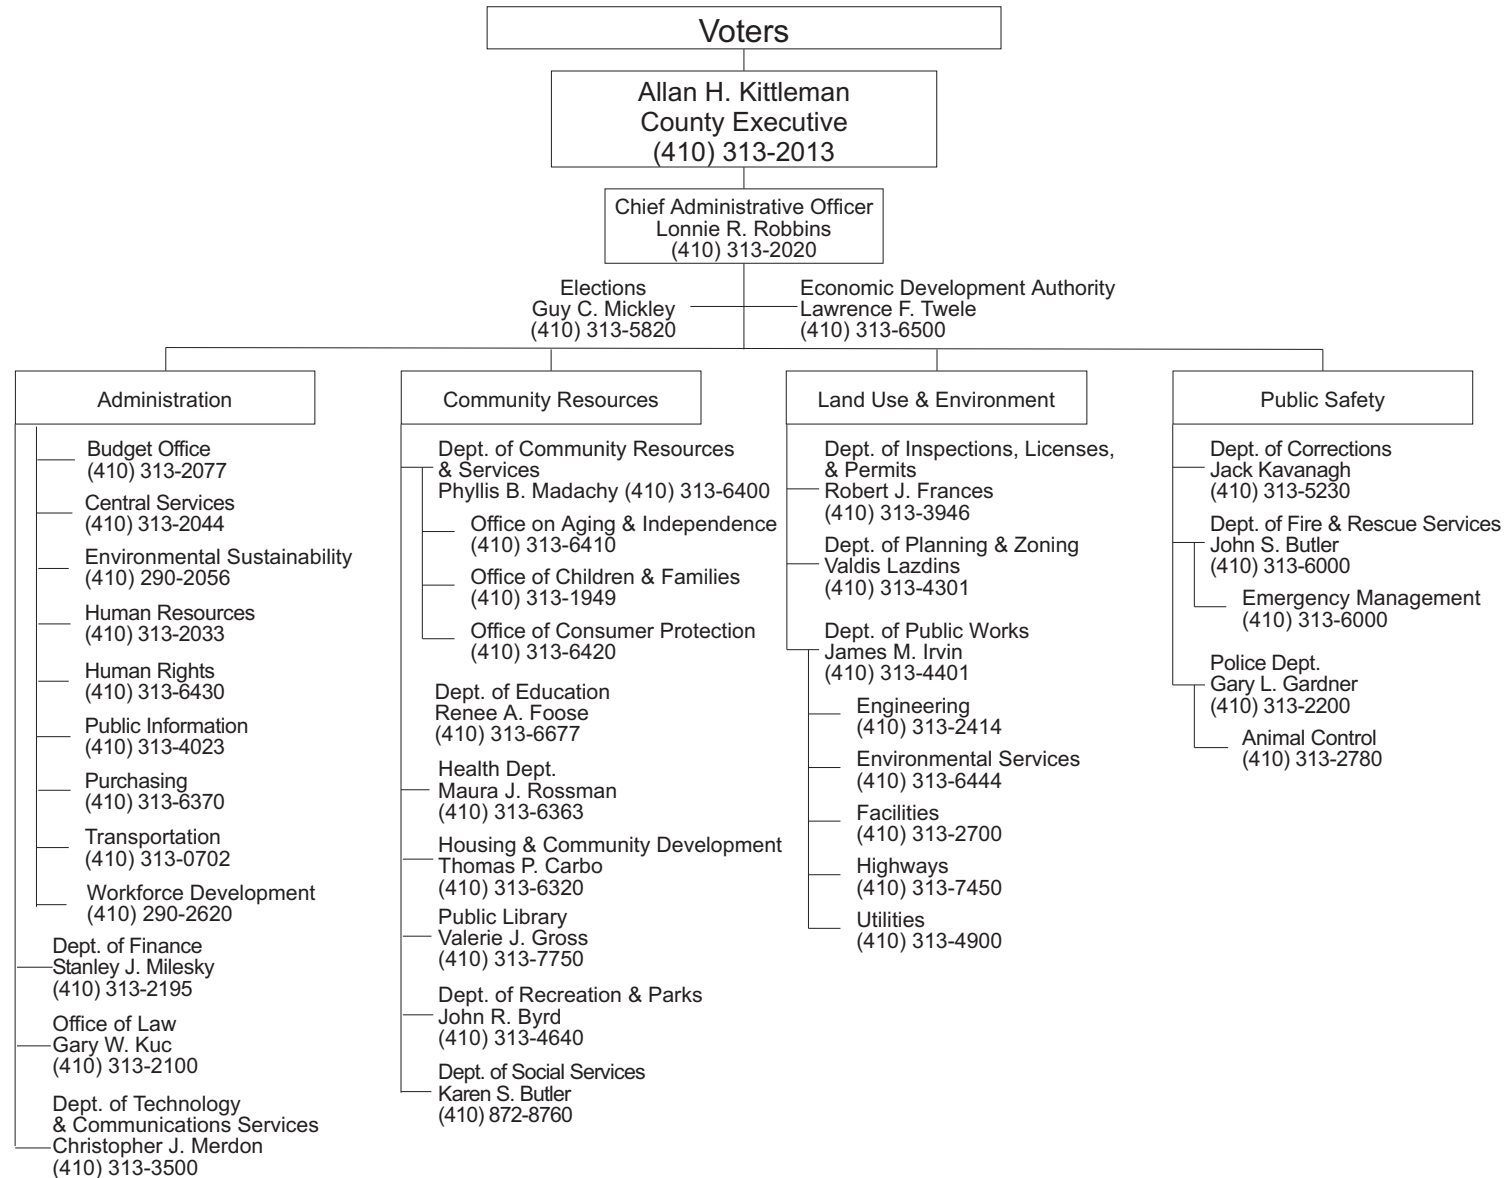 Voters
Allan H. Kittleman
County Executive
(410) 313-2013
Chief Administrative Officer
Lonnie R. Robbins
(410) 313-2020
Elections
Guy C. Mickley
(410) 313-5820
Economic Development Authority
Lawrence F. Twele
(410) 313-6500
Administration
Budget Office
(410) 313-2077
Central Services
(410) 313-2044
Environmental Sustainability
(410) 290-2056
Human Resources
(410) 313-2033
Human Rights
(410) 313-6430
Public Information
(410) 313-4023
Purchasing
(410) 313-6370
Transportation
(410) 313-0702
Workforce Development
(410) 290-2620
Dept. of Finance
Stanley J. Milesky
(410) 313-2195
Office of Law
Gary W. Kuc
(410) 313-2100
Dept. of Technology
& Communications Services
Christopher J. Merdon
(410) 313-3500
Community Resources
Dept. of Community Resources
& Services
Phyllis B. Madachy (410) 313-6400
Office on Aging & Independence
(410) 313-6410
Office of Children & Families
(410) 313-1949
Office of Consumer Protection
(410) 313-6420
Dept. of Education
Renee A. Foose
(410) 313-6677
Health Dept.
Maura J. Rossman
(410) 313-6363
Housing & Community Development
Thomas P. Carbo
(410) 313-6320
Public Library
Valerie J. Gross
(410) 313-7750
Dept. of Recreation & Parks
John R. Byrd
(410) 313-4640
Dept. of Social Services
Karen S. Butler
(410) 872-8760
Land Use & Environment
Dept. of Inspections, Licenses,
& Permits
Robert J. Frances
(410) 313-3946
Dept. of Planning & Zoning
Valdis Lazdins
(410) 313-4301
Dept. of Public Works
James M. Irvin
(410) 313-4401
Engineering
(410) 313-2414
Environmental Services
(410) 313-6444
Facilities
(410) 313-2700
Highways
(410) 313-7450
Utilities
(410) 313-4900
Public Safety
Dept. of Corrections
Jack Kavanagh
(410) 313-5230
Dept. of Fire & Rescue Services
John S. Butler
(410) 313-6000
Emergency Management
(410) 313-6000
Police Dept.
Gary L. Gardner
(410) 313-2200
Animal Control
(410) 313-2780